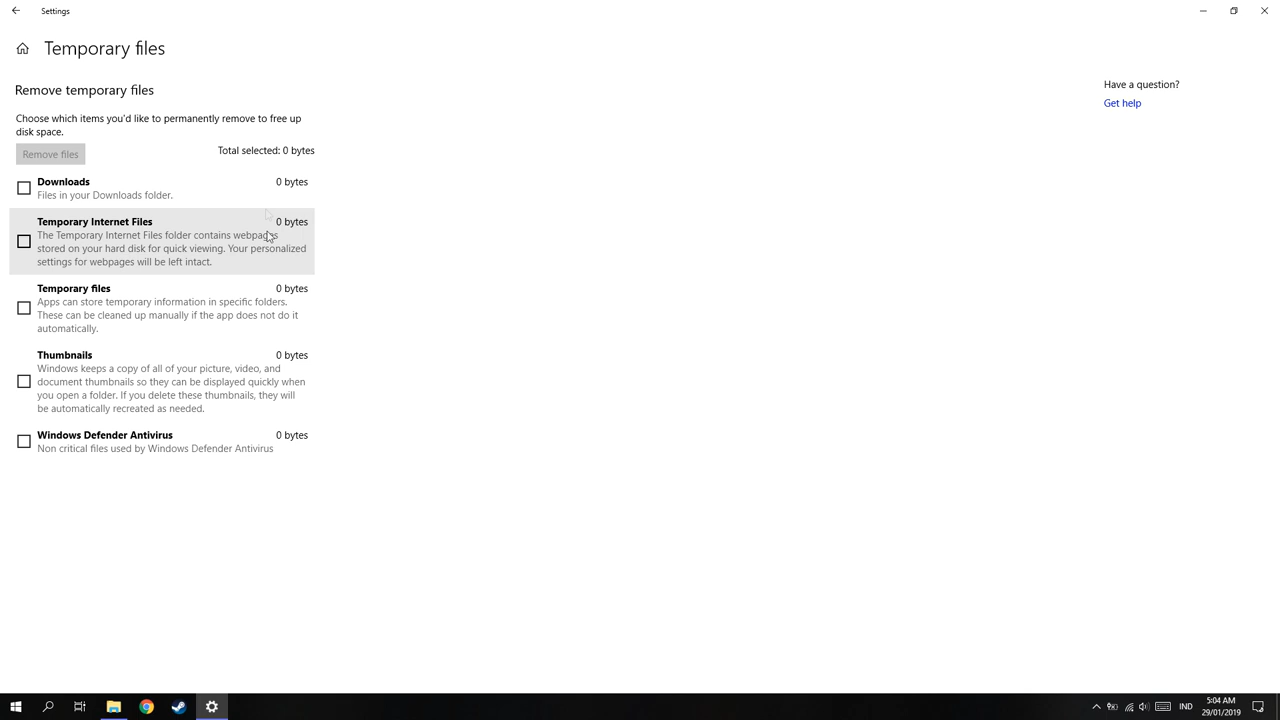 Settings
Temporary files
Remove temporary files
Have a question?
Get help
Choose which items you'd like to permanently remove to free up
disk space.
Remove files
Total selected: 0 bytes
Downloads 0 bytes
Files in your Downloads folder.
Temporary Internet Files 0 bytes
The Temporary Internet Files folder contains webpages
stored on your hard disk for quick viewing. Your personalized
settings for webpages will be left intact.
Temporary files 0 bytes
Apps can store temporary information in specific folders.
These can be cleaned up manually if the app does not do it
automatically.
Thumbnails 0 bytes
Windows keeps a copy of all of your picture, video, and
document thumbnails so they can be displayed quickly when
you open a folder. If you delete these thumbnails, they will
be automatically recreated as needed.
Windows Defender Antivirus 0 bytes
Non critical files used by Windows Defender Antivirus
IND
5:04 AM
29/01/2019